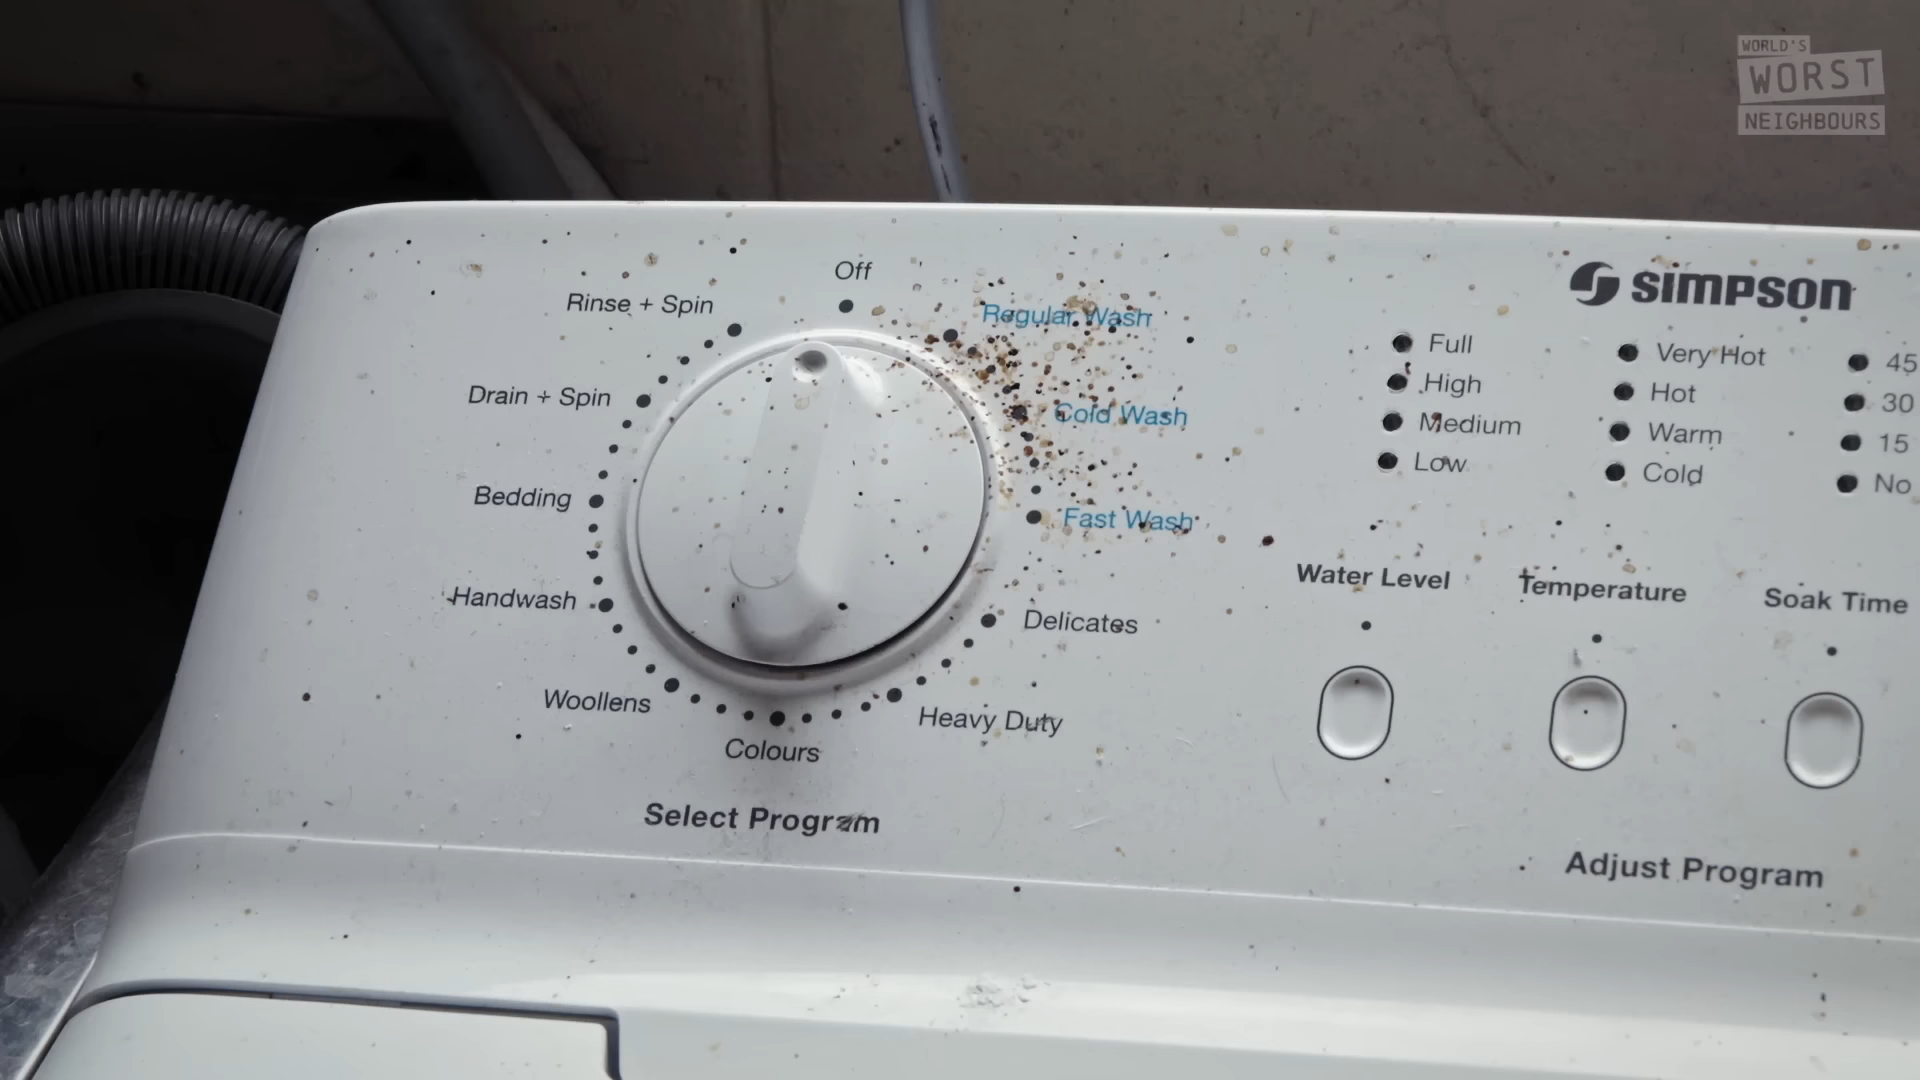 WORLD'S
WORST
NEIGHBOURS
SIMPSON
Off
Rinse + Spin
Regular Wash
Drain + Spin
Cold Wash
Bedding
Fast Wash
Handwash
Delicates
Woollens
Heavy Duty
Colours
Select Program
Full
High
Medium
Low
Water Level
Very Hot
Hot
Warm
Cold
Temperature
45
30
15
No
Soak Time
Adjust Program